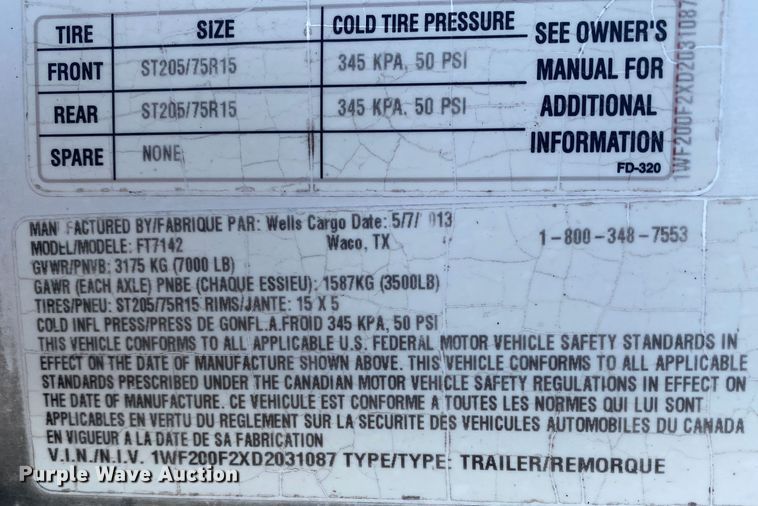 TIRE SIZE COLD TIRE PRESSURE SEE OWNER'S
FRONT ST205/75R15 345 KPA, 50 PSI MANUAL FOR
REAR ST205/75R15 345 KPA, 50 PSI ADDITIONAL
INFORMATION
SPARE NONE
FD-320
1WF200F2XD2031087
MAN FACTURED BY/FABRIQUE PAR: Wells Cargo Date: 5/7/ 013
MODEL/MODELE: FT7142 Waco, TX 1-800-348-7553
GVWR/PNVB: 3175 KG (7000 LB)
GAWR (EACH AXLE) PNBE (CHAQUE ESSIEU): 1587KG (3500LB)
TIRES/PNEU: ST205/75R15 RIMS/JANTE: 15 X 5
COLD INFL PRESS/PRESS DE GONFL.A.FROID 345 KPA, 50 PSI
THIS VEHICLE CONFORMS TO ALL APPLICABLE U.S. FEDERAL MOTOR VEHICLE SAFETY STANDARDS IN
EFFECT ON THE DATE OF MANUFACTURE SHOWN ABOVE. THIS VEHICLE CONFORMS TO ALL APPLICABLE
STANDARDS PRESCRIBED UNDER THE CANADIAN MOTOR VEHICLE SAFETY REGULATIONS IN EFFECT ON
THE DATE OF MANUFACTURE. CE VEHICULE EST CONFORME A TOUTES LES NORMES QUI LUI SONT
APPLICABLES EN VERTU DU REGLEMENT SUR LA SECURITE DES VEHICULES AUTOMOBILES DU CANADA
EN VIGUEUR A LA DATE DE SA FABRICATION
V.I.N./N.I.V. 1WF200F2XD2031087 TYPE/TYPE: TRAILER/REMORQUE
Purple Wave Auction